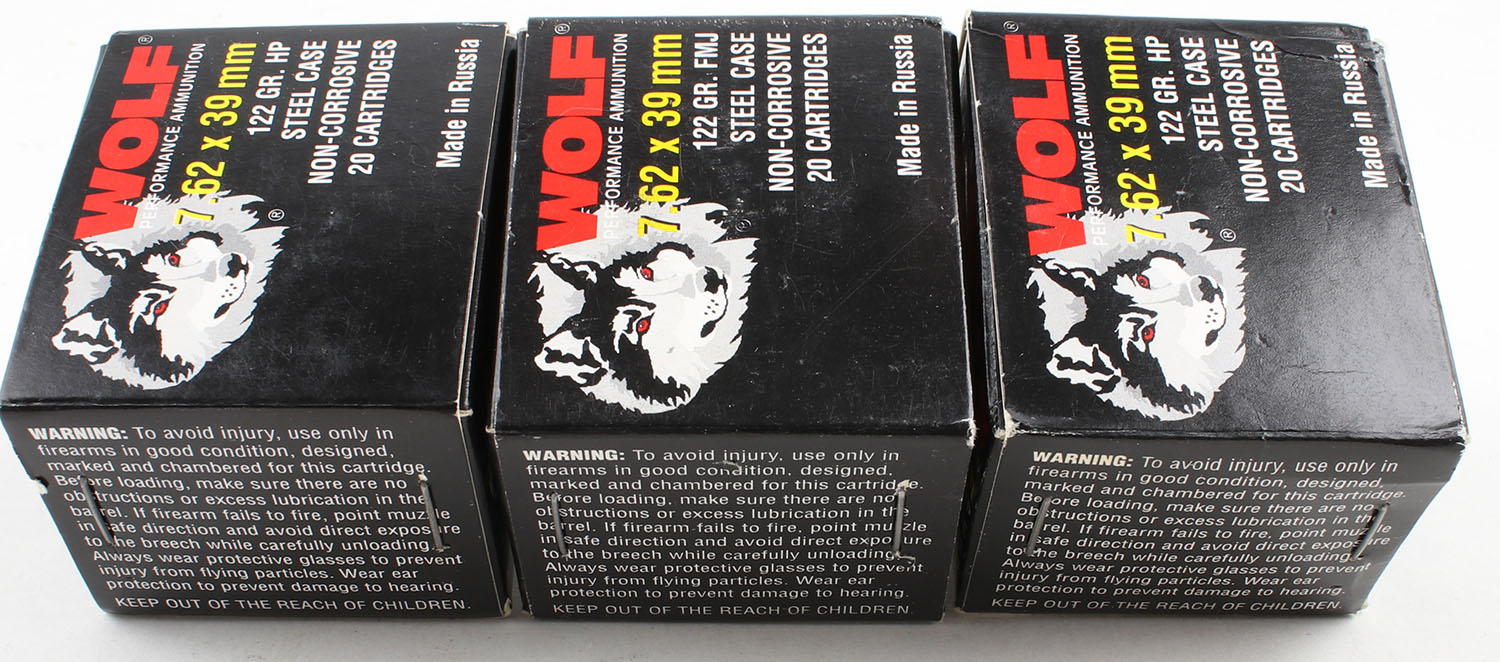 WOLF®
PERFORMANCE AMMUNITION
7.62 x 39 mm
122 GR. HP
STEEL CASE
NON-CORROSIVE
20 CARTRIDGES
Made in Russia
®
WARNING: To avoid injury, use only in
firearms in good condition, designed,
marked and chambered for this cartridge.
Before loading, make sure there are no
obstructions or excess lubrication in the
barrel. If firearm fails to fire, point muzzle
in safe direction and avoid direct exposure
to the breech while carefully unloading.
Always wear protective glasses to prevent
injury from flying particles. Wear ear
protection to prevent damage to hearing.
KEEP OUT OF THE REACH OF CHILDREN.
WOLF®
PERFORMANCE AMMUNITION
7.62 x 39 mm
122 GR. FMJ
STEEL CASE
NON-CORROSIVE
20 CARTRIDGES
Made in Russia
®
WARNING: To avoid injury, use only in
firearms in good condition, designed,
marked and chambered for this cartridge.
Before loading, make sure there are no
obstructions or excess lubrication in the
barrel. If firearm fails to fire, point muzzle
in safe direction and avoid direct exposure
to the breech while carefully unloading.
Always wear protective glasses to prevent
injury from flying particles. Wear ear
protection to prevent damage to hearing.
KEEP OUT OF THE REACH OF CHILDREN.
WOLF®
PERFORMANCE AMMUNITION
7.62 x 39 mm
122 GR. HP
STEEL CASE
NON-CORROSIVE
20 CARTRIDGES
Made in Russia
®
WARNING: To avoid injury, use only in
firearms in good condition, designed,
marked and chambered for this cartridge.
Before loading, make sure there are no
obstructions or excess lubrication in the
barrel. If firearm fails to fire, point muzzle
in safe direction and avoid direct exposure
to the breech while carefully unloading.
Always wear protective glasses to prevent
injury from flying particles. Wear ear
protection to prevent damage to hearing.
KEEP OUT OF THE REACH OF CHILDREN.